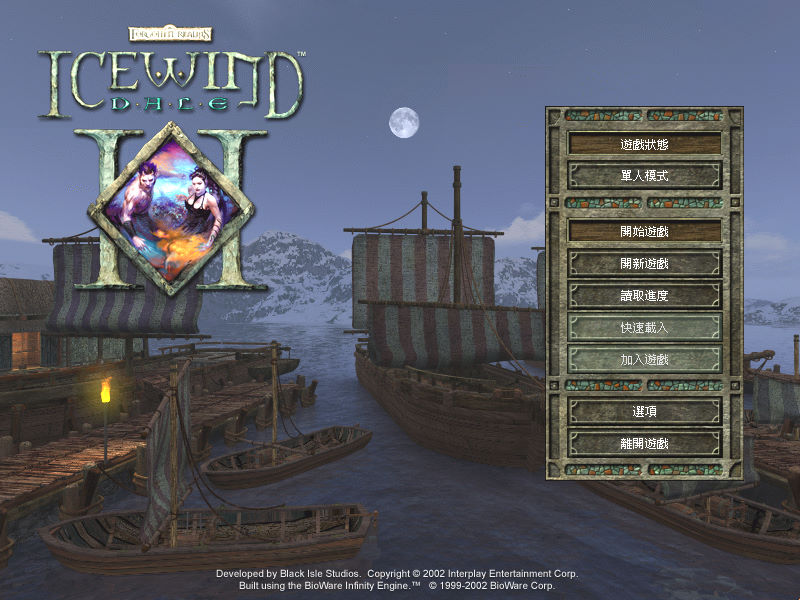 FORGOTTEN REALMS
ICEWIND™
DALE
II
遊戲狀態
單人模式
開始遊戲
開新遊戲
讀取進度
快速載入
加入遊戲
選項
離開遊戲
Developed by Black Isle Studios. Copyright © 2002 Interplay Entertainment Corp.
Built using the BioWare Infinity Engine.™ © 1999-2002 BioWare Corp.